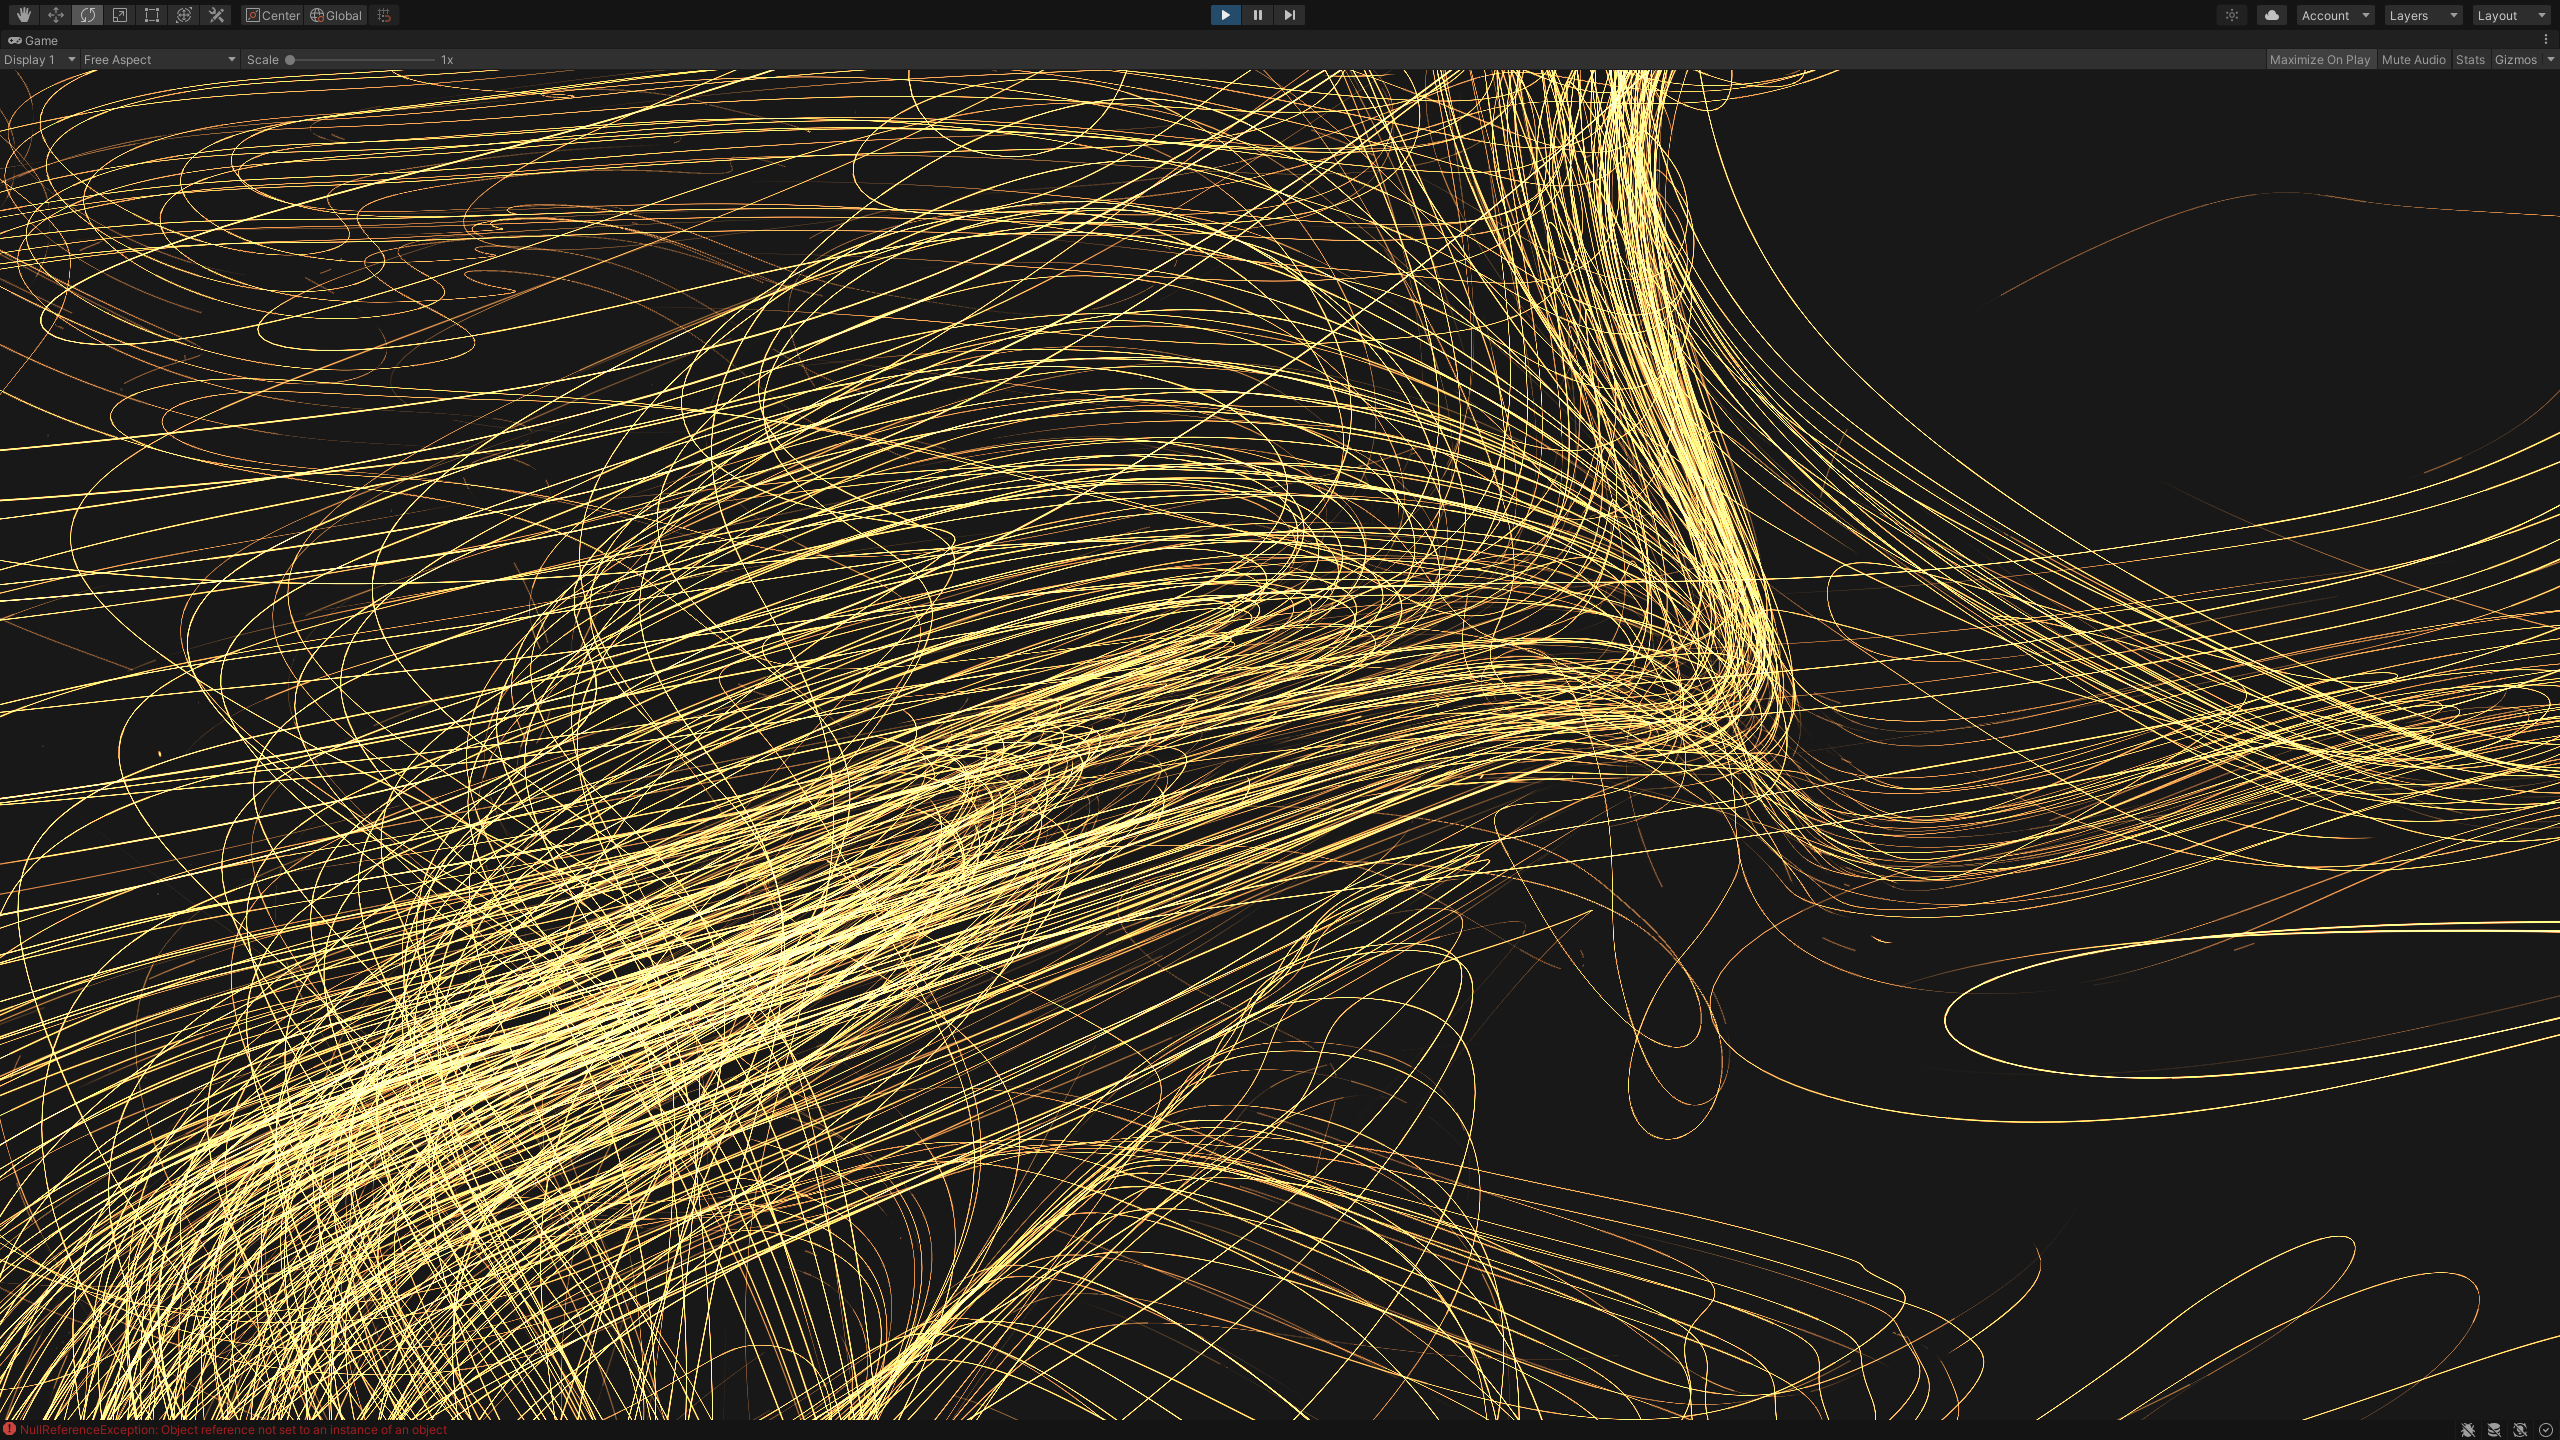 Center Global Account Layers Layout
Game
Display 1 Free Aspect Scale 1x Maximize On Play Mute Audio Stats Gizmos
NullReferenceException: Object reference not set to an instance of an object